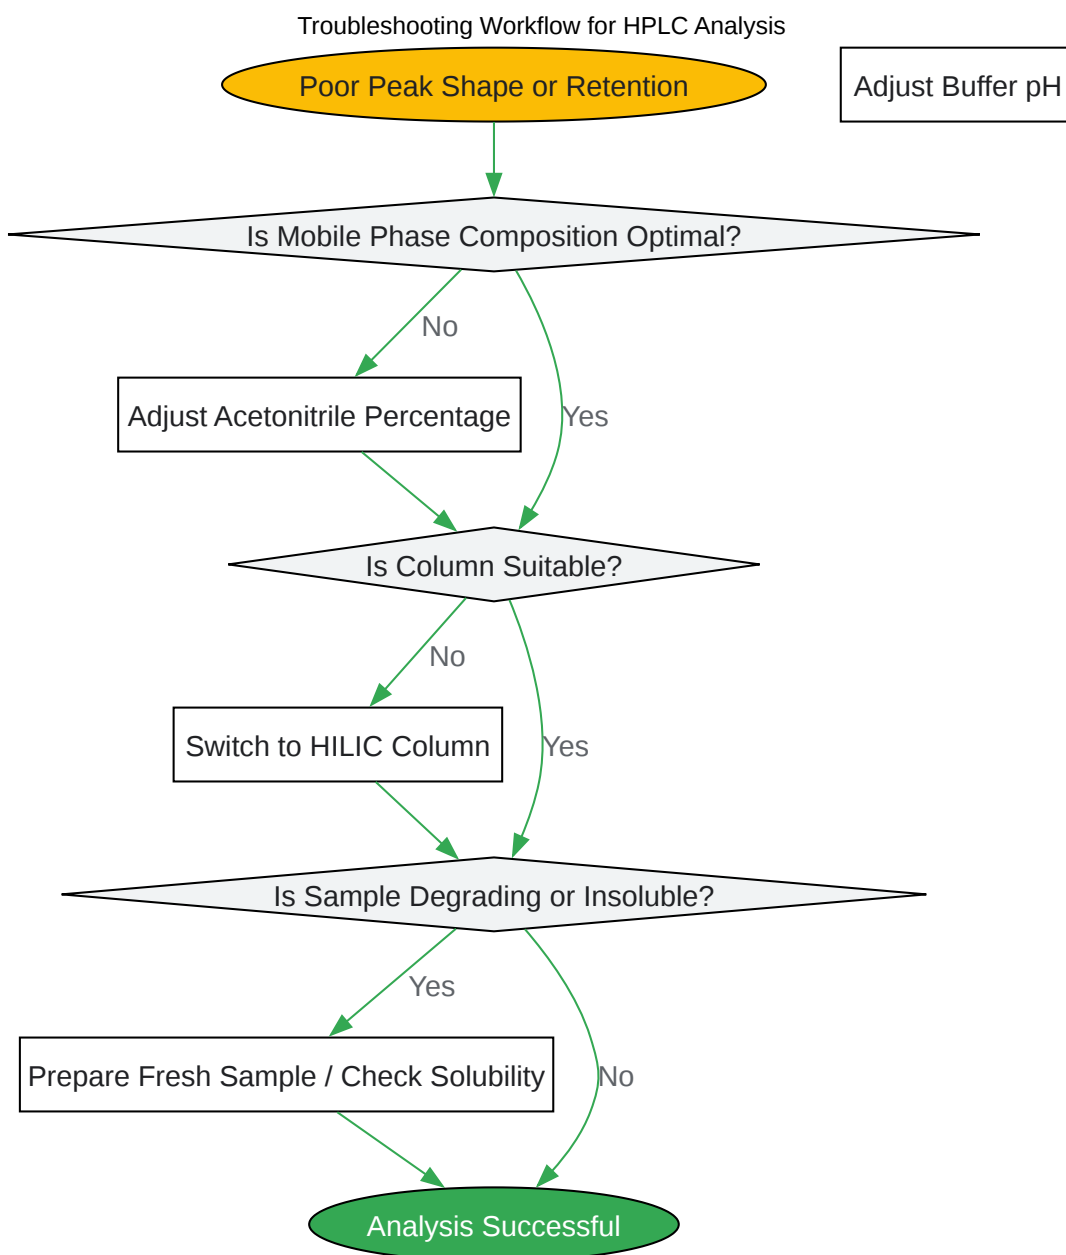 Troubleshooting Workflow for HPLC Analysis
Poor Peak Shape or Retention
Adjust Buffer pH
Is Mobile Phase Composition Optimal?
No
Adjust Acetonitrile Percentage
Yes
Is Column Suitable?
No
Switch to HILIC Column
Yes
Is Sample Degrading or Insoluble?
Yes
Prepare Fresh Sample / Check Solubility
No
Analysis Successful